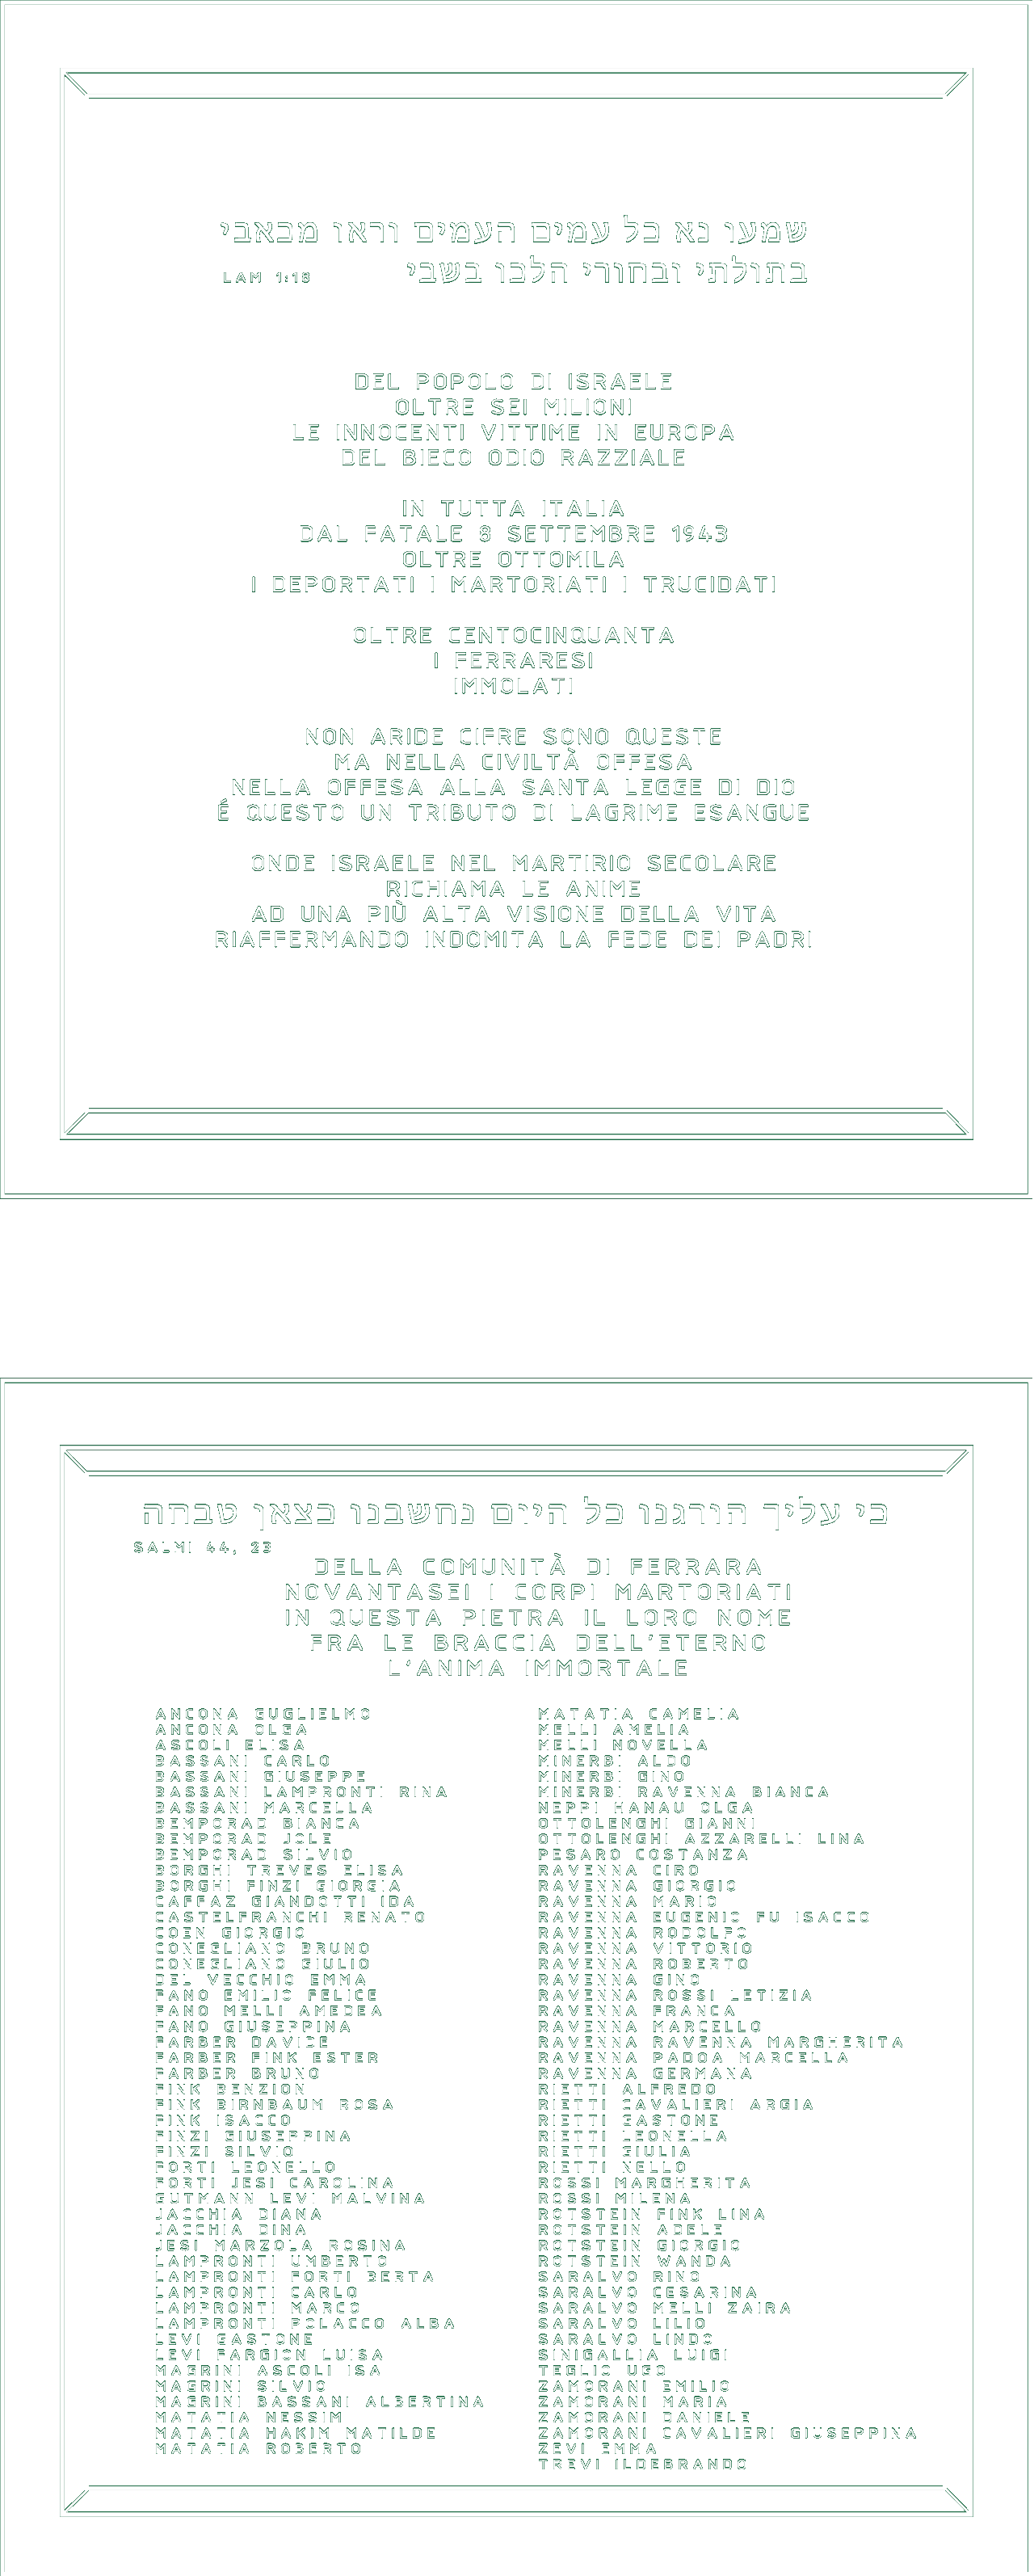 שמעו נא כל עמים העמים וראו מכאבי
בתולתי ובחורי הלכו בשבי
LAM 1:18
DEL POPOLO DI ISRAELE
OLTRE SEI MILIONI
LE INNOCENTI VITTIME IN EUROPA
DEL BIECO ODIO RAZZIALE
IN TUTTA ITALIA
DAL FATALE 8 SETTEMBRE 1943
OLTRE OTTOMILA
I DEPORTATI I MARTORIATI I TRUCIDATI
OLTRE CENTOCINQUANTA
I FERRARESI
IMMOLATI
NON ARIDE CIFRE SONO QUESTE
MA NELLA CIVILTÀ OFFESA
NELLA OFFESA ALLA SANTA LEGGE DI DIO
É QUESTO UN TRIBUTO DI LAGRIME ESANGUE
ONDE ISRAELE NEL MARTIRIO SECOLARE
RICHIAMA LE ANIME
AD UNA PIÙ ALTA VISIONE DELLA VITA
RIAFFERMANDO INDOMITA LA FEDE DEI PADRI
כי עליך הורגנו כל היום נחשבנו כצאן טבחה
SALMI 44, 23
DELLA COMUNITÀ DI FERRARA
NOVANTASEI I CORPI MARTORIATI
IN QUESTA PIETRA IL LORO NOME
FRA LE BRACCIA DELL'ETERNO
L'ANIMA IMMORTALE
ANCONA GUGLIELMO
ANCONA OLGA
ASCOLI ELISA
BASSANI CARLO
BASSANI GIUSEPPE
BASSANI LAMPRONTI RINA
BASSANI MARCELLA
BEMPORAD BIANCA
BEMPORAD JOLE
BEMPORAD SILVIO
BORGHI TREVES ELISA
BORGHI FINZI GIORGIA
CAFFAZ GIANDOTTI IDA
CASTELFRANCHI RENATO
COEN GIORGIO
CONEGLIANO BRUNO
CONEGLIANO GIULIO
DEL VECCHIO EMMA
FANO EMILIO FELICE
FANO MELLI AMEDEA
FANO GIUSEPPINA
FARBER DAVIDE
FARBER FINK ESTER
FARBER BRUNO
FINK BENZION
FINK BIRNBAUM ROSA
FINK ISACCO
FINZI GIUSEPPINA
FINZI SILVIO
FORTI LEONELLO
FORTI JESI CAROLINA
GUTMANN LEVI MALVINA
JACCHIA DIANA
JACCHIA DINA
JESI MARZOLA ROSINA
LAMPRONTI UMBERTO
LAMPRONTI FORTI BERTA
LAMPRONTI CARLO
LAMPRONTI MARCO
LAMPRONTI POLACCO ALBA
LEVI GASTONE
LEVI FARGION LUISA
MAGRINI ASCOLI ISA
MAGRINI SILVIO
MAGRINI BASSANI ALBERTINA
MATATIA NESSIM
MATATIA HAKIM MATILDE
MATATIA ROBERTO
MATATIA CAMELIA
MELLI AMELIA
MELLI NOVELLA
MINERBI ALDO
MINERBI GINO
MINERBI RAVENNA BIANCA
NEPPI HANAU OLGA
OTTOLENGHI GIANNI
OTTOLENGHI AZZARELLI LINA
PESARO COSTANZA
RAVENNA CIRO
RAVENNA GIORGIO
RAVENNA MARIO
RAVENNA EUGENIO FU ISACCO
RAVENNA RODOLFO
RAVENNA VITTORIO
RAVENNA ROBERTO
RAVENNA GINO
RAVENNA ROSSI LETIZIA
RAVENNA FRANCA
RAVENNA MARCELLO
RAVENNA RAVENNA MARGHERITA
RAVENNA PADOA MARCELLA
RAVENNA GERMANA
RIETTI ALFREDO
RIETTI CAVALIERI ARGIA
RIETTI GASTONE
RIETTI LEONELLA
RIETTI GIULIA
RIETTI NELLO
ROSSI MARGHERITA
ROSSI MILENA
ROTSTEIN FINK LINA
ROTSTEIN ADELE
ROTSTEIN GIORGIO
ROTSTEIN WANDA
SARALVO RINO
SARALVO CESARINA
SARALVO MELLI ZAIRA
SARALVO LILIO
SARALVO LINDO
SINIGALLIA LUIGI
TEGLIO UGO
ZAMORANI EMILIO
ZAMORANI MARIA
ZAMORANI DANIELE
ZAMORANI CAVALIERI GIUSEPPINA
ZEVI EMMA
TREVI ILDEBRANDO